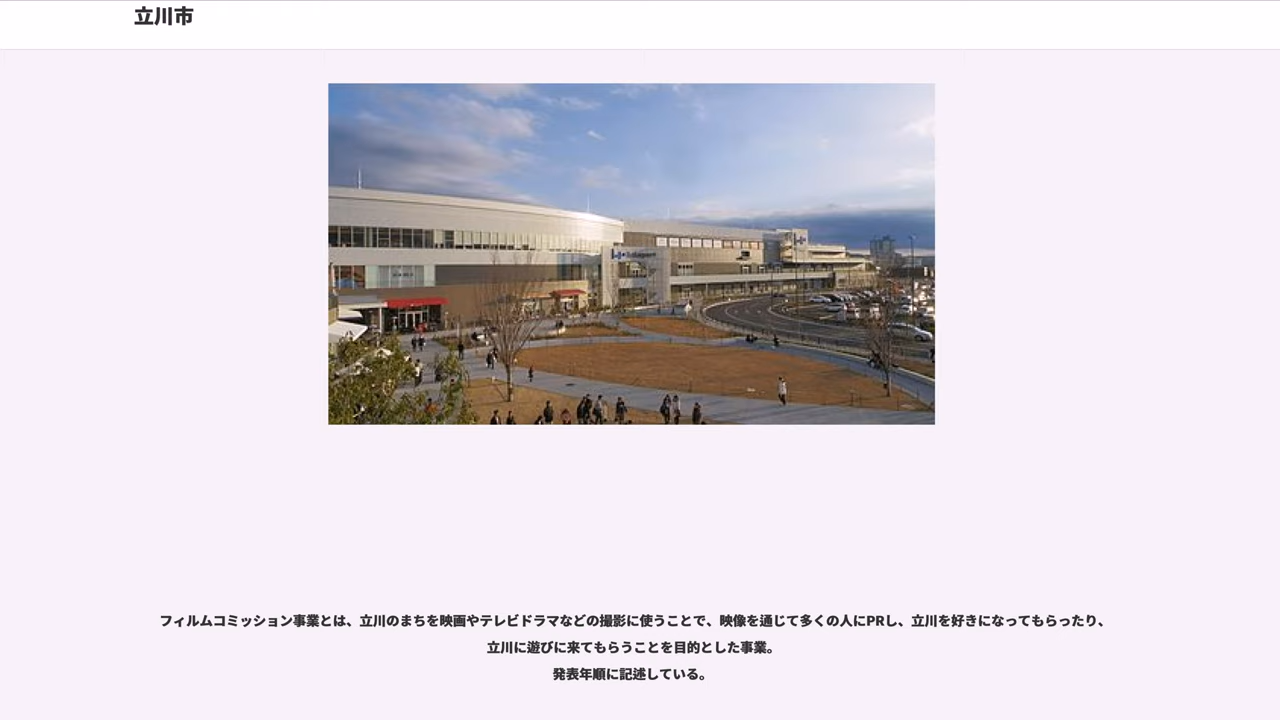 立川市
フィルムコミッション事業とは、立川のまちを映画やテレビドラマなどの撮影に使うことで、映像を通じて多くの人にPRし、立川を好きになってもらったり、
立川に遊びに来てもらうことを目的とした事業。
発表年順に記述している。